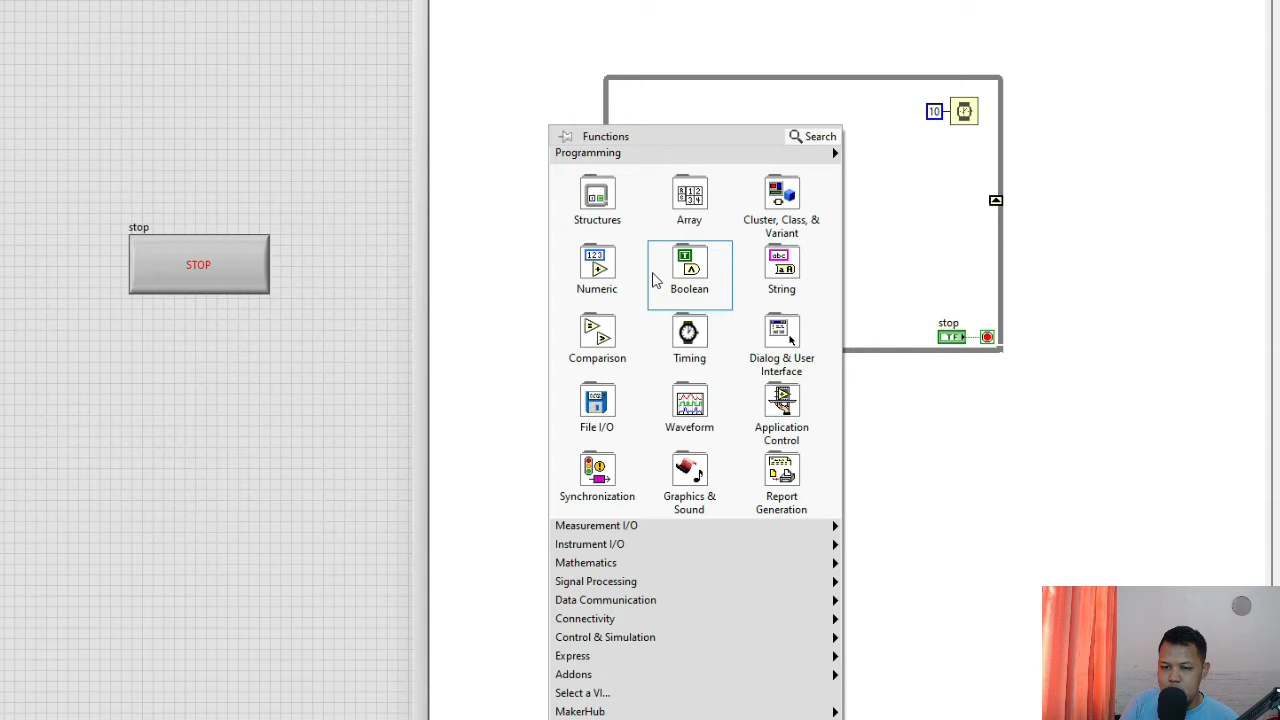 10
Functions
Search
Programming
Structures
Array
Cluster, Class, &
Variant
stop
STOP
Numeric
Boolean
String
stop
TF
Comparison
Timing
Dialog & User
Interface
File I/O
Waveform
Application
Control
Synchronization
Graphics &
Sound
Report
Generation
Measurement I/O
Instrument I/O
Mathematics
Signal Processing
Data Communication
Connectivity
Control & Simulation
Express
Addons
Select a VI...
MakerHub